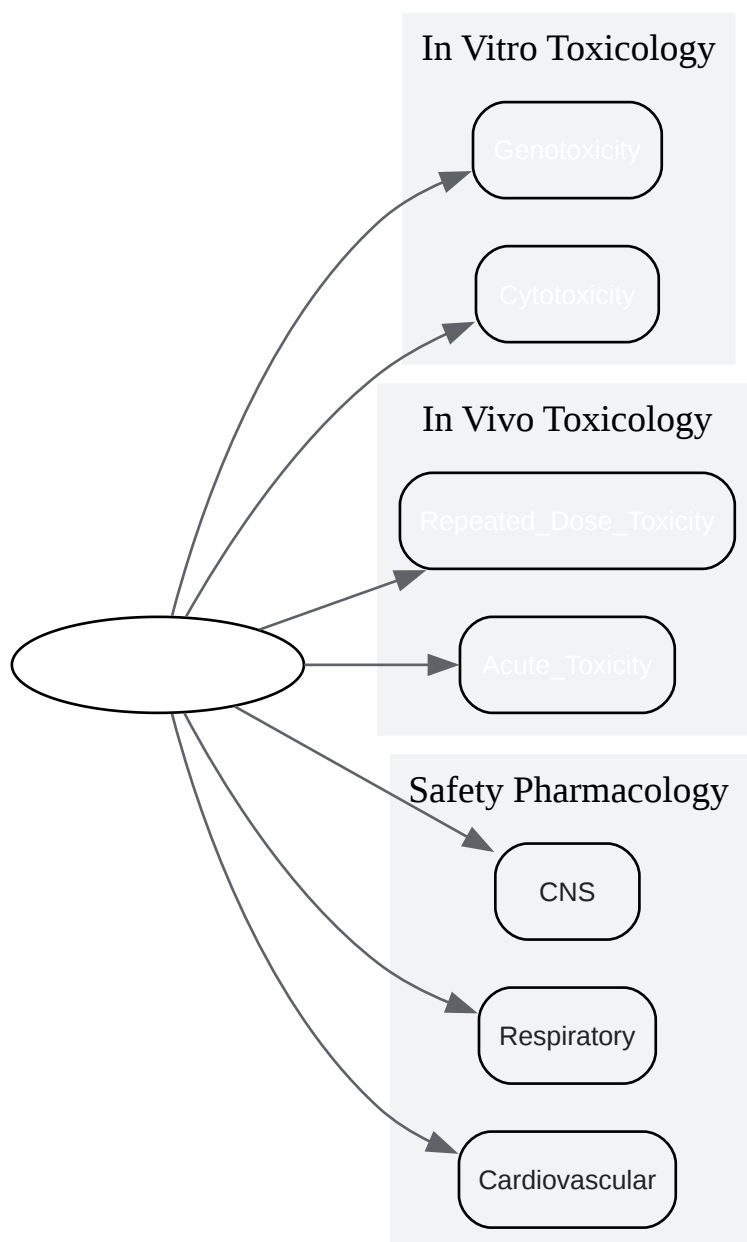 In Vitro Toxicology
Genotoxicity
Cytotoxicity
In Vivo Toxicology
Repeated_Dose_Toxicity
Acute_Toxicity
Safety Pharmacology
CNS
Respiratory
Cardiovascular